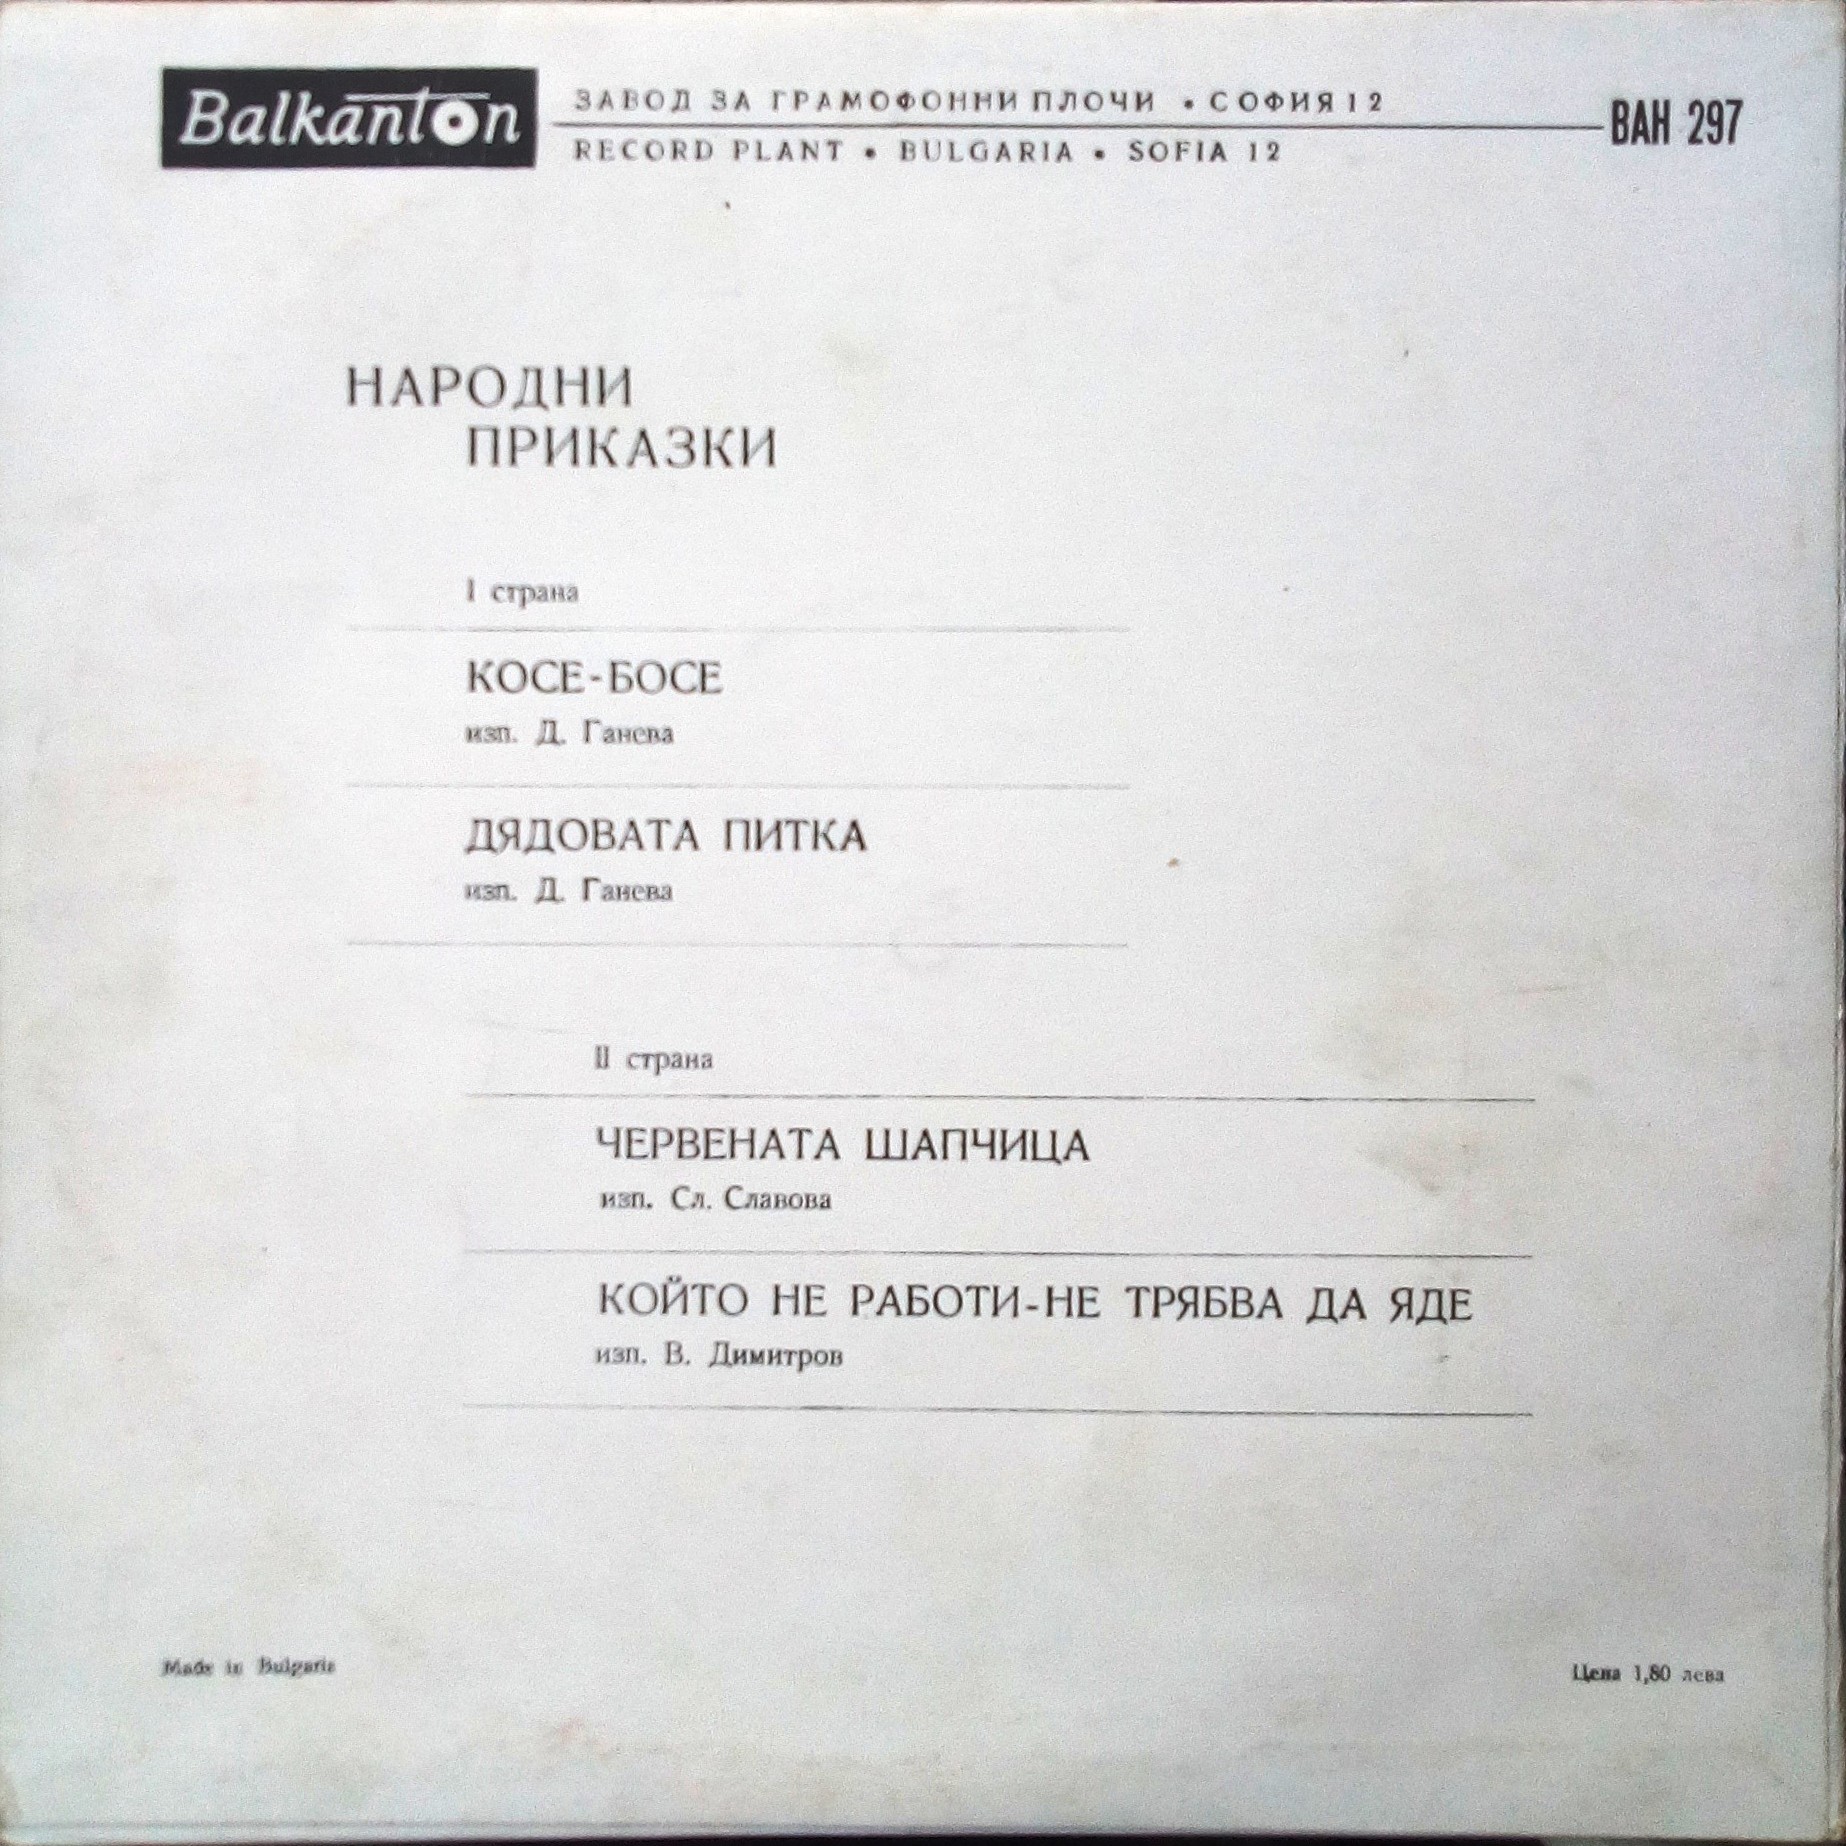 Balkanton
ЗАВОД ЗА ГРАМОФОННИ ПЛОЧИ • СОФИЯ 12
RECORD PLANT • BULGARIA • SOFIA 12
ВАН 297
НАРОДНИ
ПРИКАЗКИ
I страна
КОСЕ-БОСЕ
изп. Д. Ганева
ДЯДОВАТА ПИТКА
изп. Д. Ганева
II страна
ЧЕРВЕНАТА ШАПЧИЦА
изп. Сл. Славова
КОЙТО НЕ РАБОТИ-НЕ ТРЯБВА ДА ЯДЕ
изп. В. Димитров
Made in Bulgaria
Цена 1,80 лева